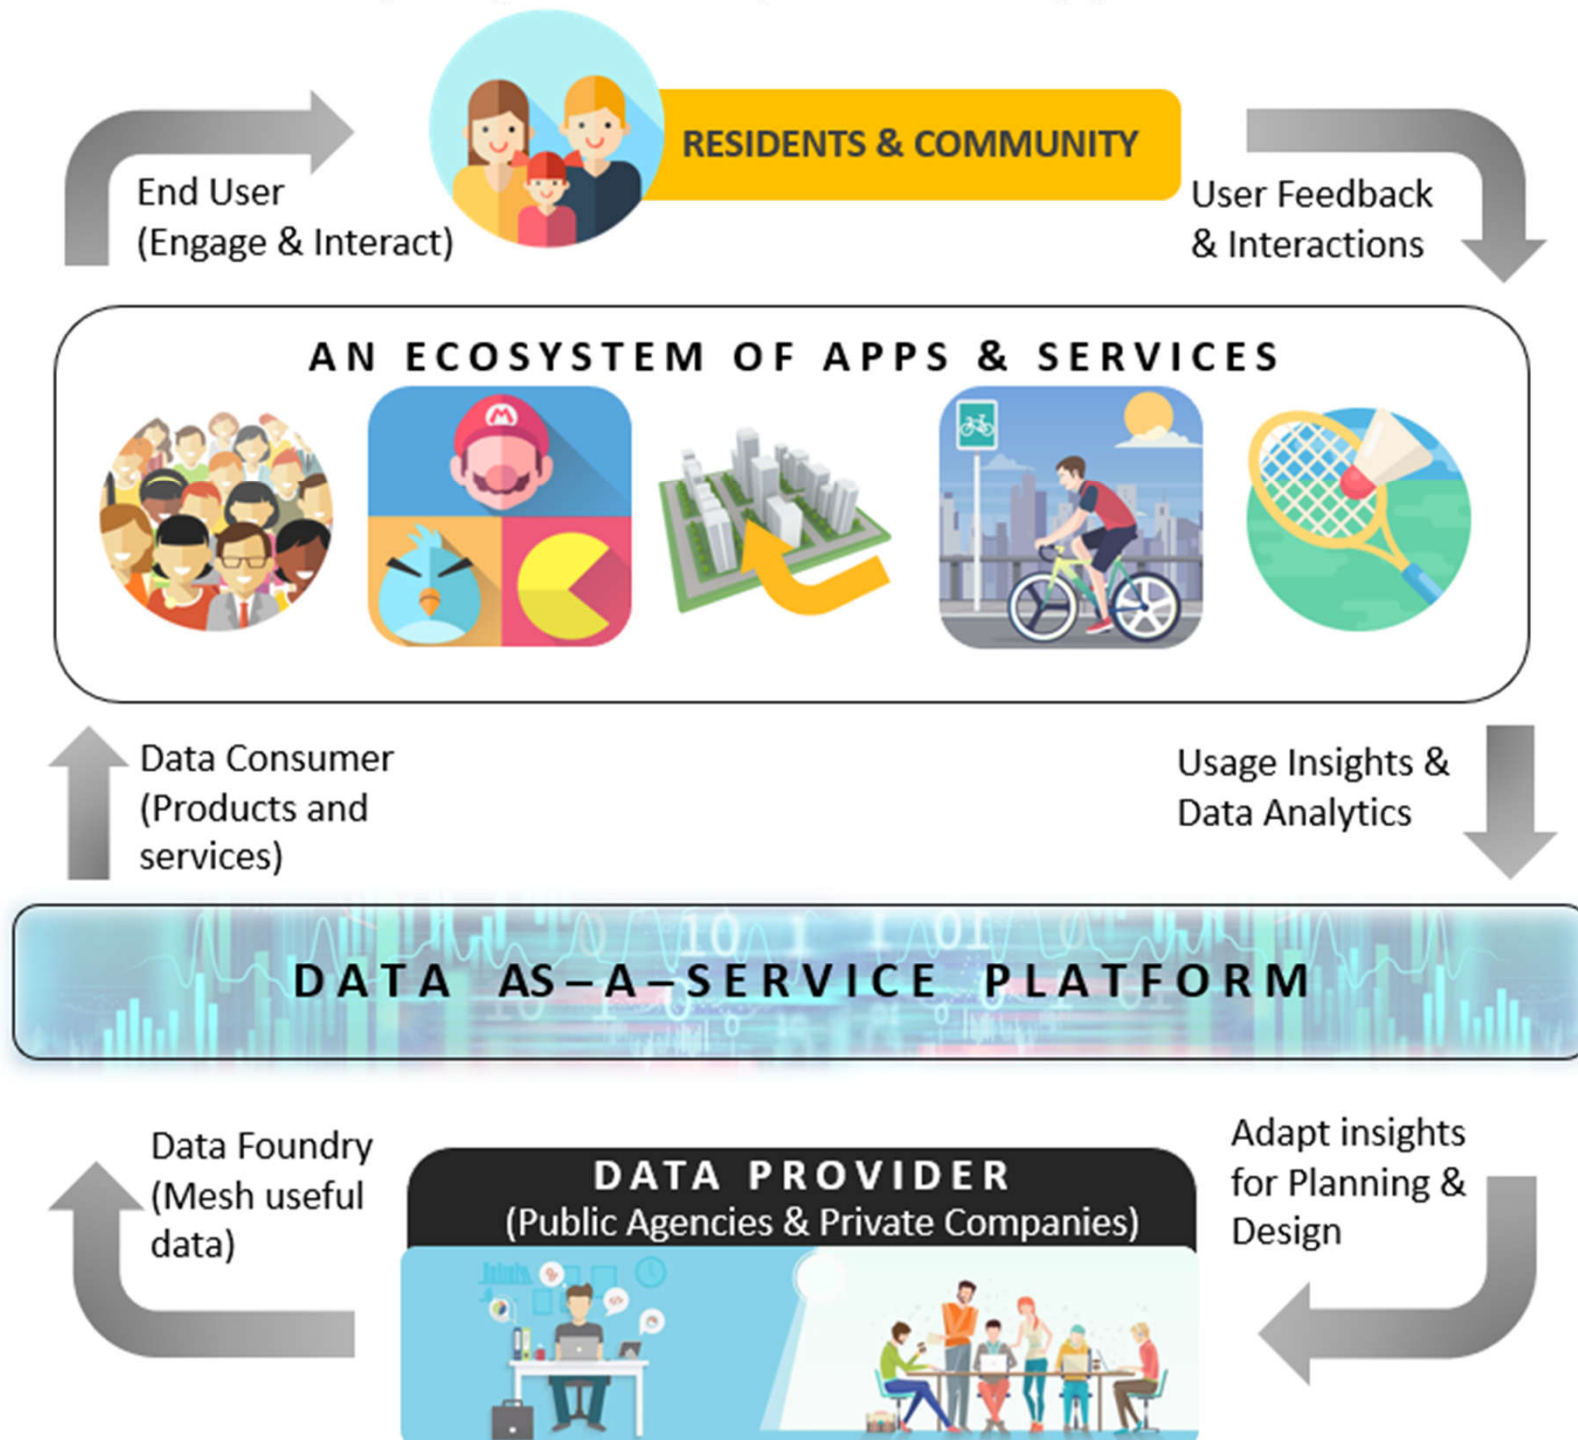 RESIDENTS & COMMUNITY
End User
(Engage & Interact)
User Feedback
& Interactions
AN ECOSYSTEM OF APPS & SERVICES
M
Data Consumer
(Products and
services)
Usage Insights &
Data Analytics
DATA AS–A–SERVICE PLATFORM
Data Foundry
(Mesh useful
data)
DATA PROVIDER
(Public Agencies & Private Companies)
Adapt insights
for Planning &
Design